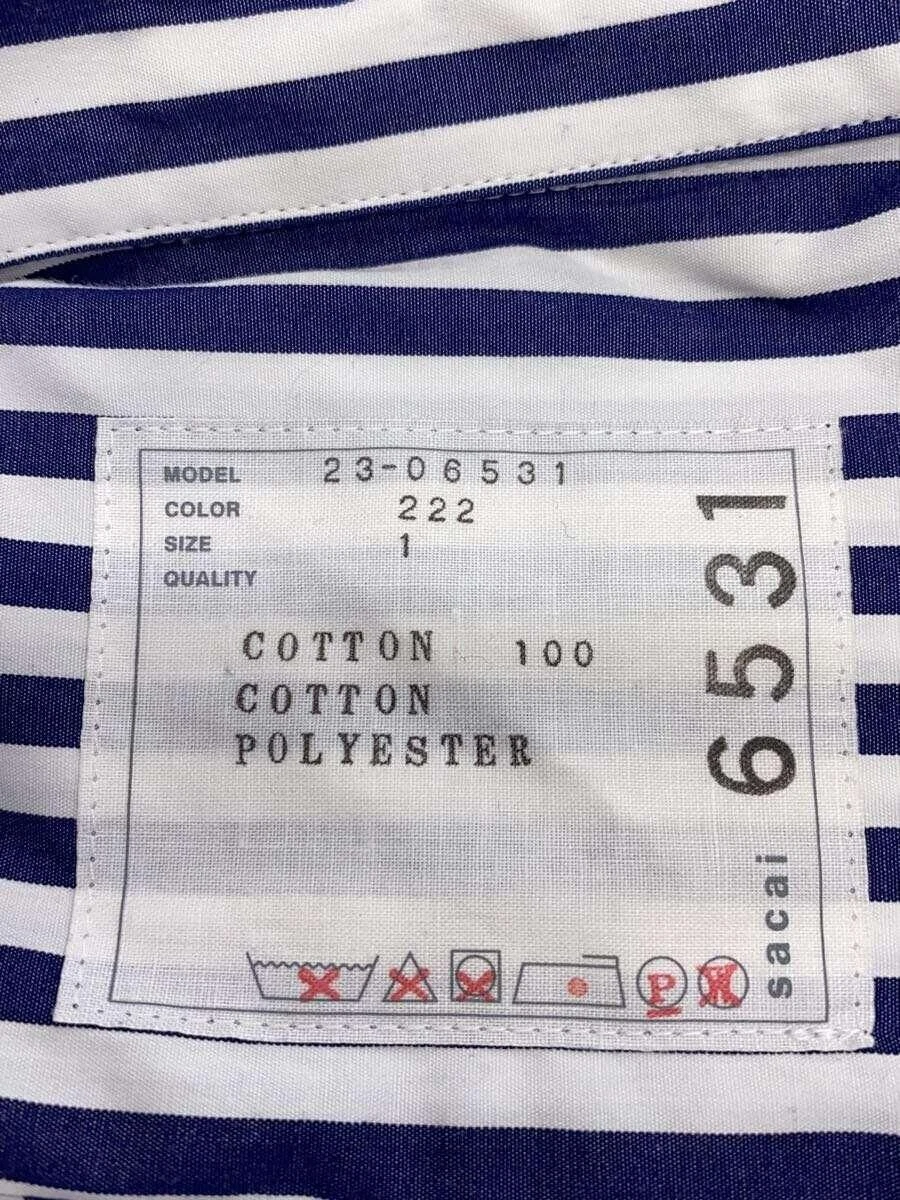 MODEL 23-06531
COLOR 222
SIZE 1
QUALITY
COTTON 100
COTTON
POLYESTER
P
W
sacai 6531